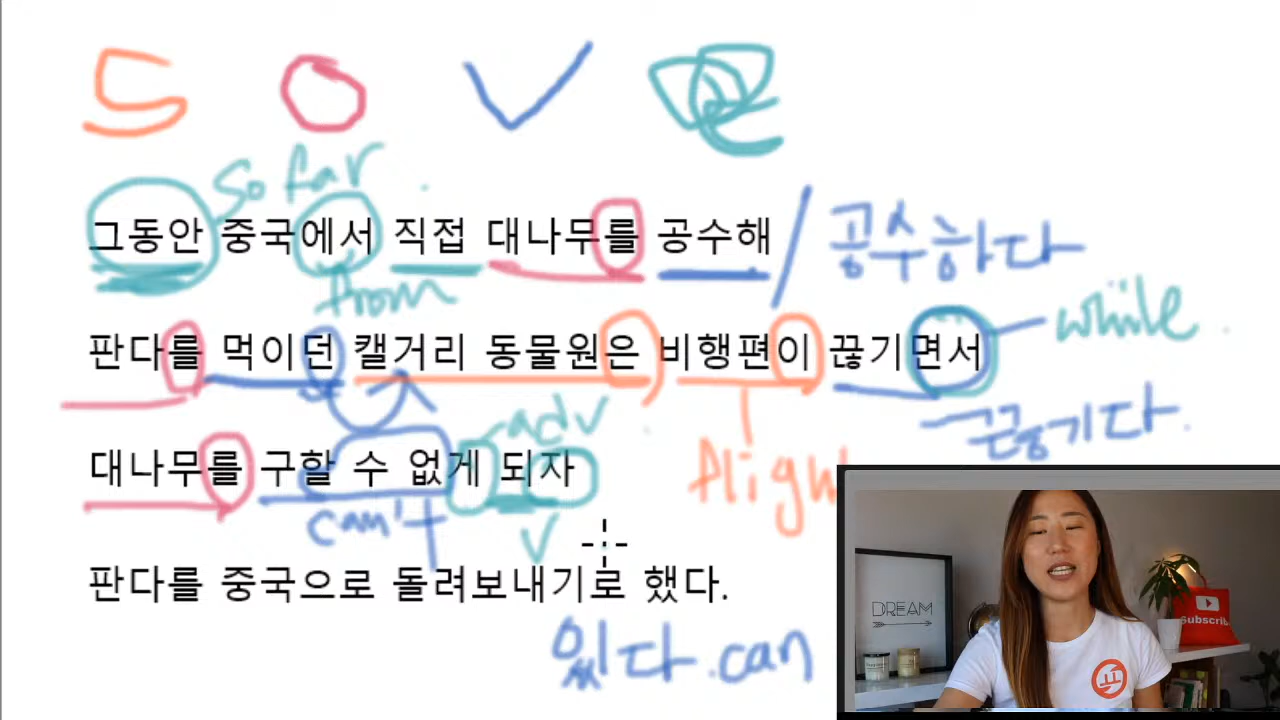 S O V
so far
그동안 중국에서 직접 대나무를 공수해 / 공수하다
from
while
판다를 먹이던 캘거리 동물원은 비행편이 끊기면서
adv
끊기다
대나무를 구할 수 없게 되자
fligh
can't
V
판다를 중국으로 돌려보내기로 했다.
있다.can
DREAM
Subscrib